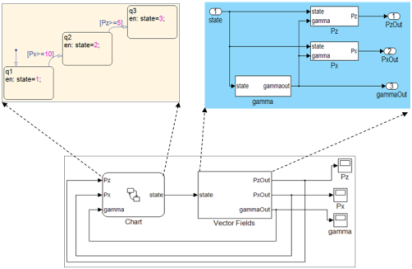 q1
en: state=1;
[Pz>=10]
q2
en: state=2;
[Pz>=5]
q3
en: state=3;
1
state
state
gamma
Pz
Pz
1
PzOut
state
gamma
Px
Px
2
PxOut
state
gammaout
gamma
3
gammaOut
Pz
Px
gamma
state
Chart
state
PzOut
PxOut
gammaOut
Vector Fields
Pz
Px
gamma